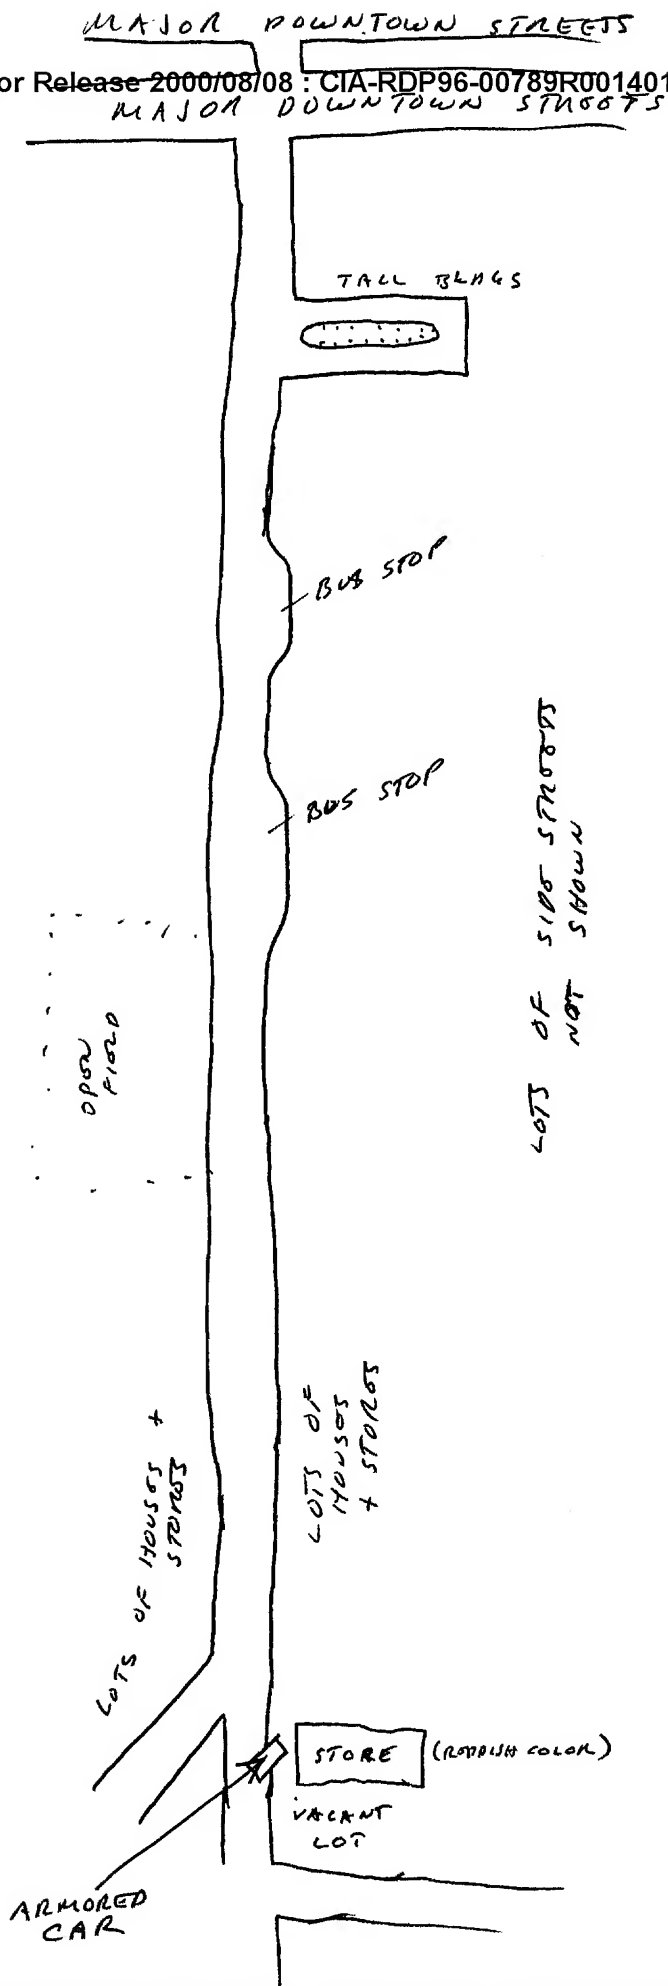 MAJOR DOWNTOWN STREETS
or Release 2000/08/08 : CIA-RDP96-00789R001401
MAJOR DOWNTOWN STREETS
TALL BLDGS
BUS STOP
BUS STOP
LOTS OF SIDE STREETS
NOT SHOWN
OPEN
FIELD
LOTS OF
HOUSES
+ STORES
LOTS OF HOUSES +
STORES
STORE (REDDISH COLOR)
VACANT
LOT
ARMORED
CAR